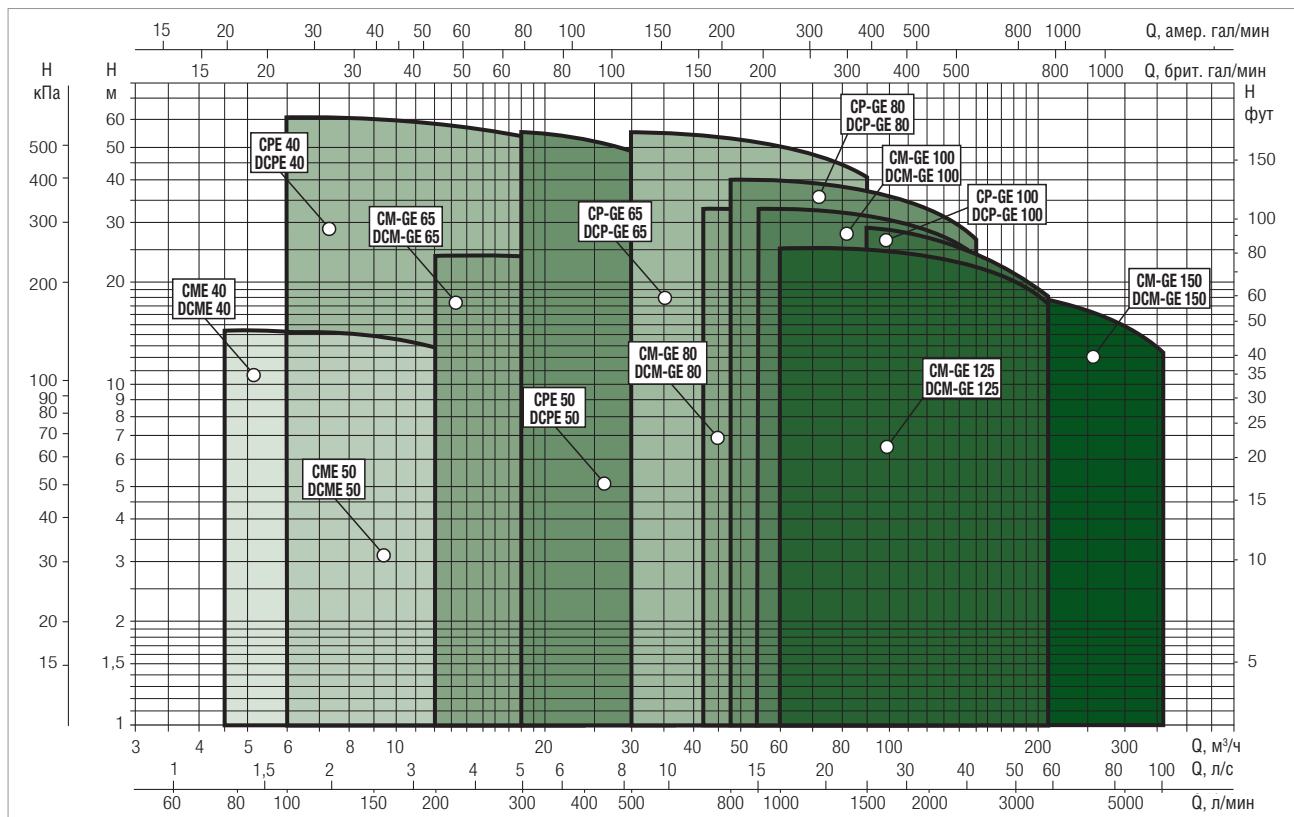 15 20 30 40 50 100 150 200 300 400 500 800 1000 Q, амер. гал/мин
15 20 30 40 50 60 80 100 150 200 300 400 500 800 1000 Q, брит. гал/мин
H
кПа
H
м
H
фут
500
400
300
200
100
90
80
70
60
50
40
30
20
15
60
50
40
30
20
10
9
8
7
6
5
4
3
2
1,5
1
150
100
80
60
50
40
35
30
25
20
10
5
CPE 40
DCPE 40
CM-GE 65
DCM-GE 65
CME 40
DCME 40
CME 50
DCME 50
CPE 50
DCPE 50
CP-GE 65
DCP-GE 65
CM-GE 80
DCM-GE 80
CP-GE 80
DCP-GE 80
CM-GE 100
DCM-GE 100
CP-GE 100
DCP-GE 100
CM-GE 125
DCM-GE 125
CM-GE 150
DCM-GE 150
3 4 5 6 8 10 20 30 40 50 60 80 100 200 300 Q, м³/ч
1 1,5 2 3 4 5 6 8 10 15 20 30 40 50 60 80 100 Q, л/с
60 80 100 150 200 300 400 500 800 1000 1500 2000 3000 5000 Q, л/мин